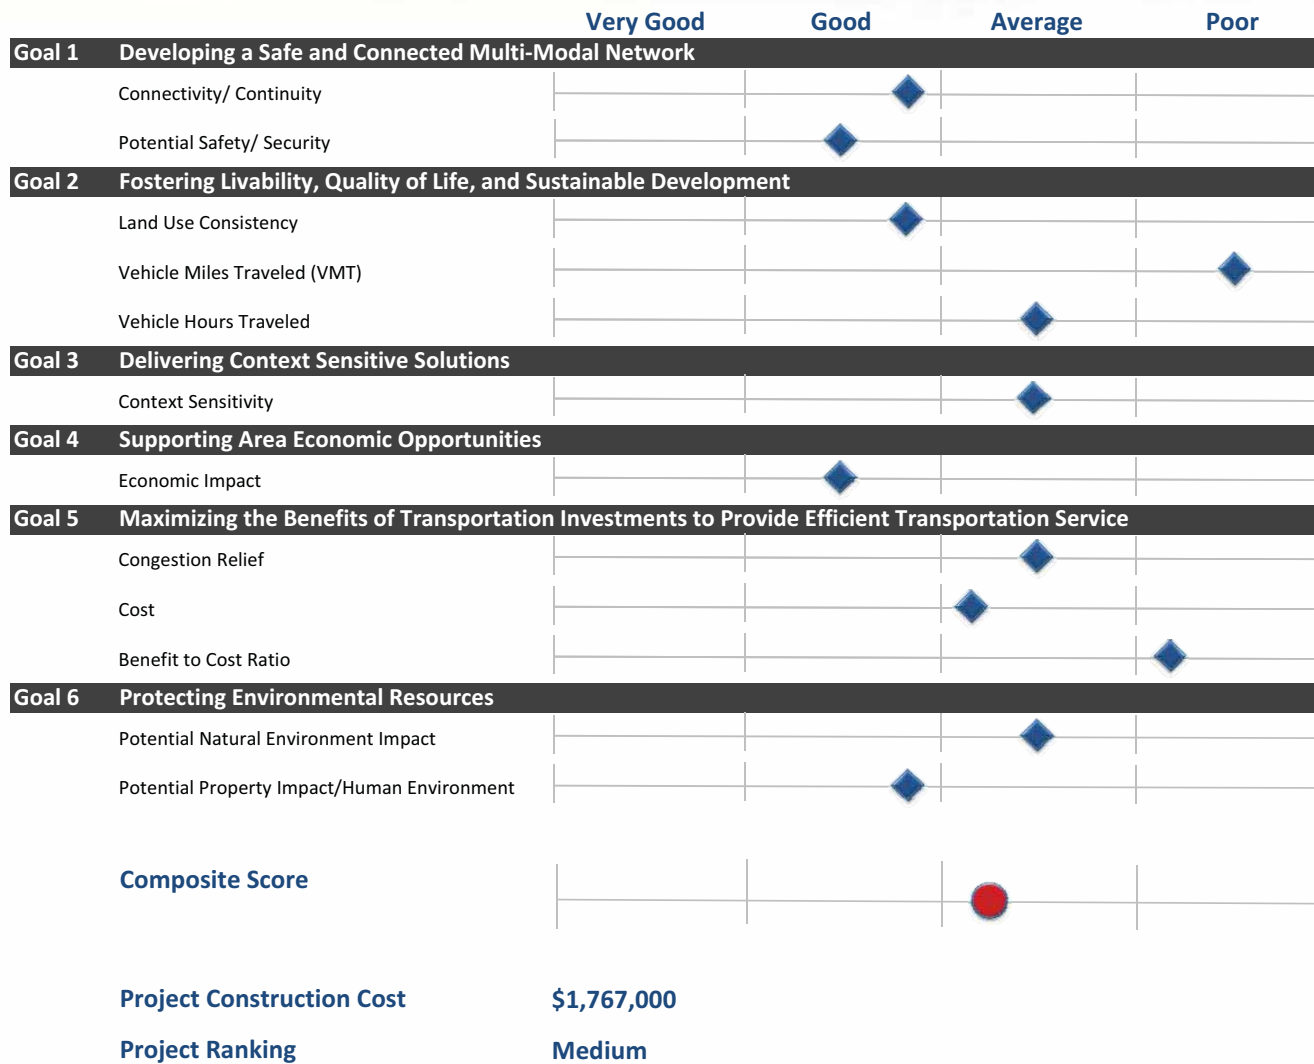 Very Good Good Average Poor
Goal 1 Developing a Safe and Connected Multi-Modal Network
Connectivity/ Continuity
Potential Safety/ Security
Goal 2 Fostering Livability, Quality of Life, and Sustainable Development
Land Use Consistency
Vehicle Miles Traveled (VMT)
Vehicle Hours Traveled
Goal 3 Delivering Context Sensitive Solutions
Context Sensitivity
Goal 4 Supporting Area Economic Opportunities
Economic Impact
Goal 5 Maximizing the Benefits of Transportation Investments to Provide Efficient Transportation Service
Congestion Relief
Cost
Benefit to Cost Ratio
Goal 6 Protecting Environmental Resources
Potential Natural Environment Impact
Potential Property Impact/Human Environment
Composite Score
Project Construction Cost $1,767,000
Project Ranking Medium